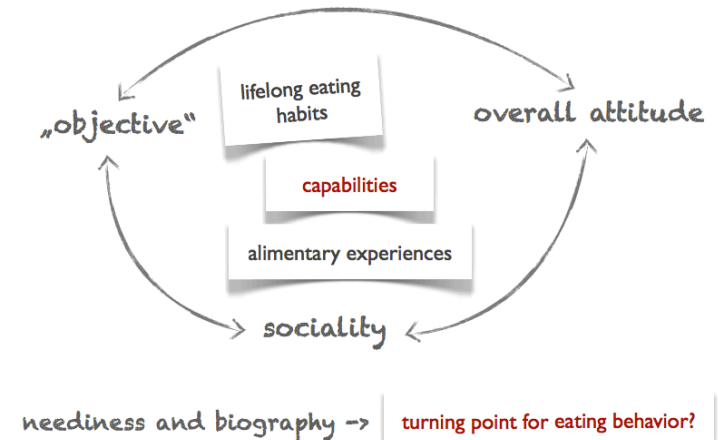 lifelong eating
habits
„objective“
overall attitude
capabilities
alimentary experiences
sociality
neediness and biography -> turning point for eating behavior?